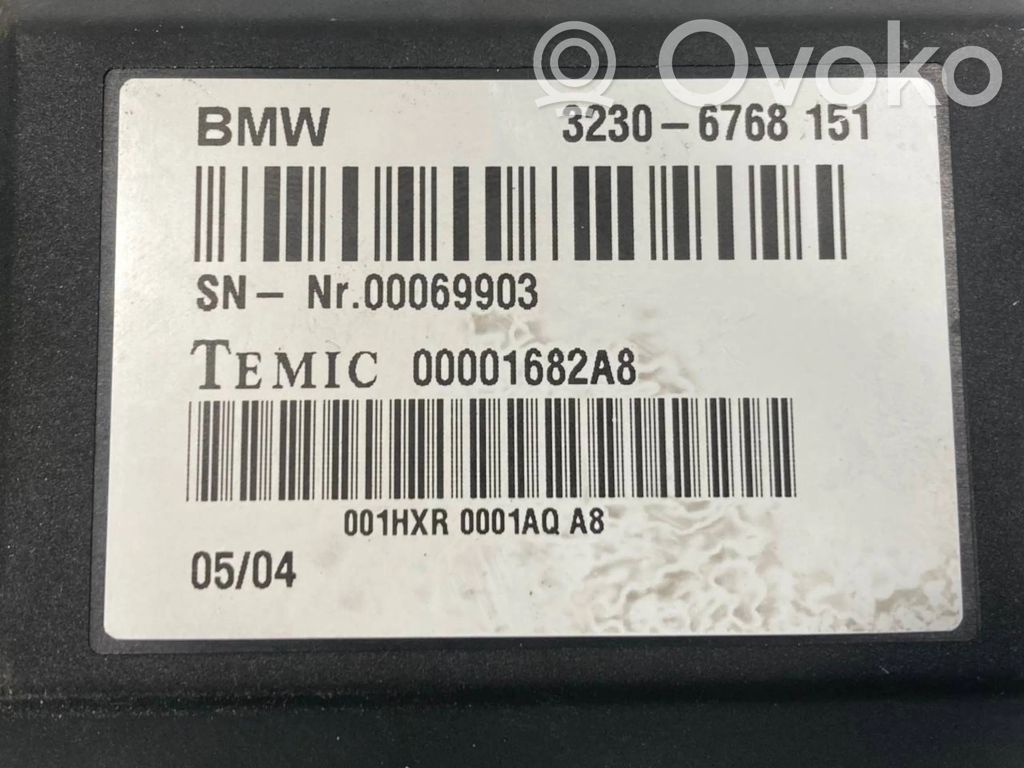 Ovoko
BMW 3230-6768 151
SN- Nr.00069903
TEMIC 00001682A8
001HXR 0001AQ A8
05/04